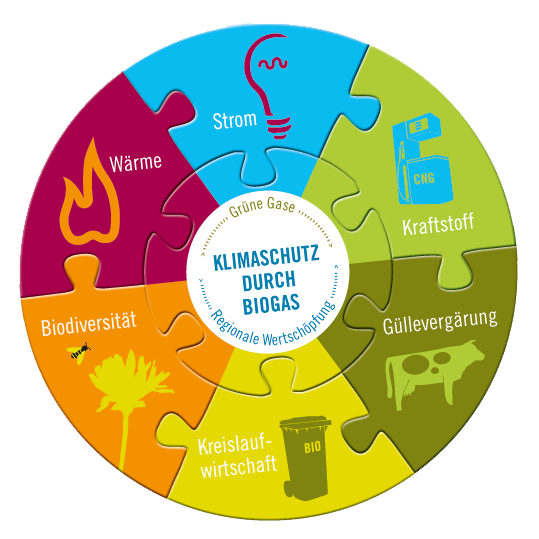 Strom
Wärme
CNG
Kraftstoff
Grüne Gase
KLIMASCHUTZ
DURCH
BIOGAS
Regionale Wertschöpfung
Biodiversität
Güllevergärung
Kreislauf-
wirtschaft
BIO